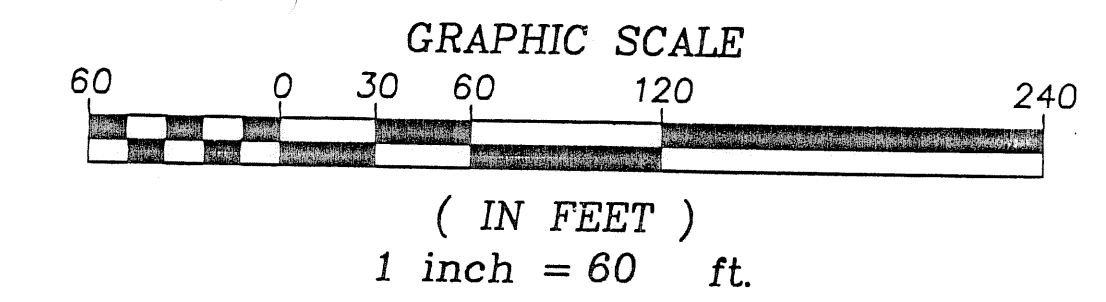 GRAPHIC SCALE
60 0 30 60 120 240
( IN FEET )
1 inch = 60 ft.